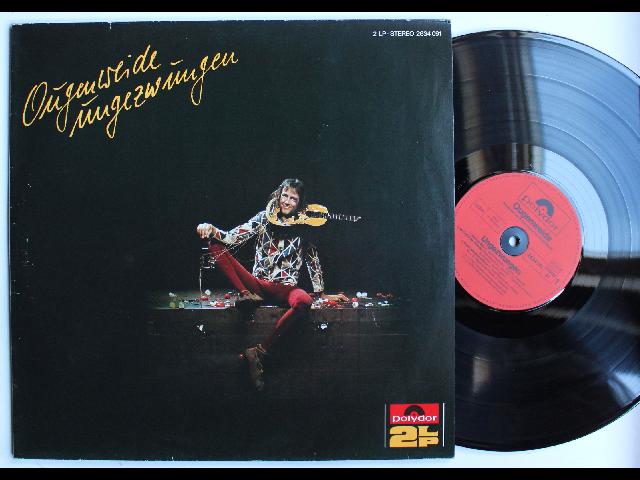 2 LP-STEREO 2634 091
Ougenweide
ungezwungen
Polydor
2LP
Polydor
Ougenweide
Ungezwungen